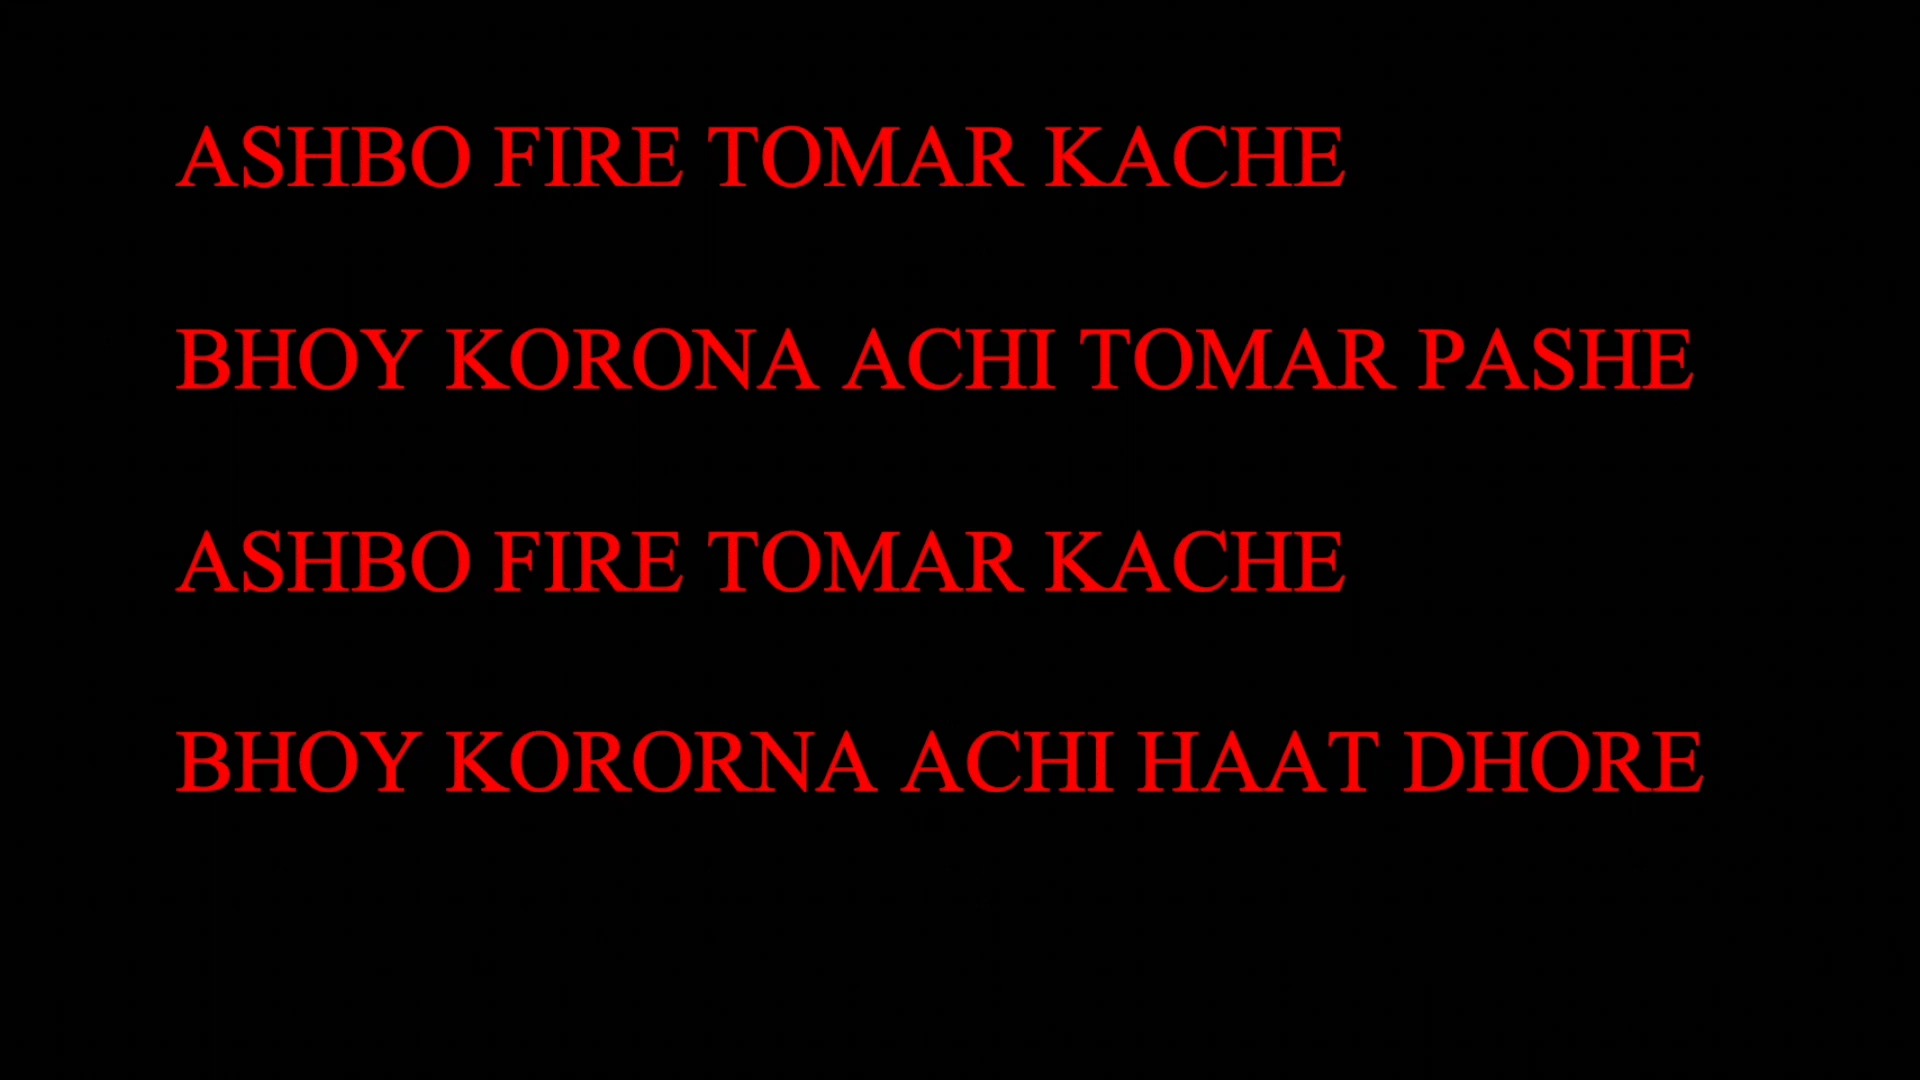 ASHBO FIRE TOMAR KACHE
BHOY KORONA ACHI TOMAR PASHE
ASHBO FIRE TOMAR KACHE
BHOY KORORNA ACHI HAAT DHORE